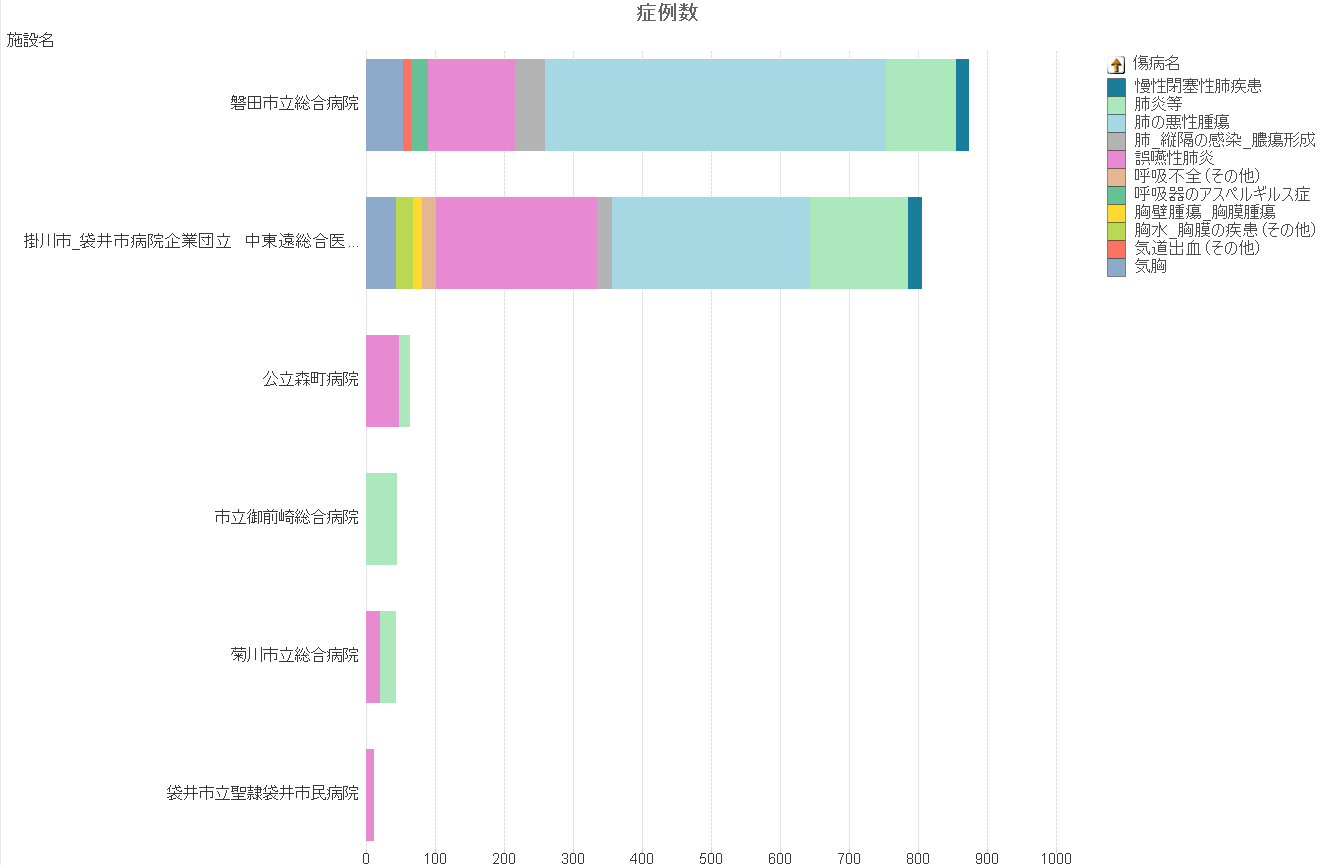 症例数
施設名
磐田市立総合病院
掛川市_袋井市病院企業団立　中東遠総合医...
公立森町病院
市立御前崎総合病院
菊川市立総合病院
袋井市立聖隷袋井市民病院
0 100 200 300 400 500 600 700 800 900 1000
傷病名
慢性閉塞性肺疾患
肺炎等
肺の悪性腫瘍
肺_縦隔の感染_膿瘍形成
誤嚥性肺炎
呼吸不全(その他)
呼吸器のアスペルギルス症
胸壁腫瘍_胸膜腫瘍
胸水_胸膜の疾患(その他)
気道出血(その他)
気胸